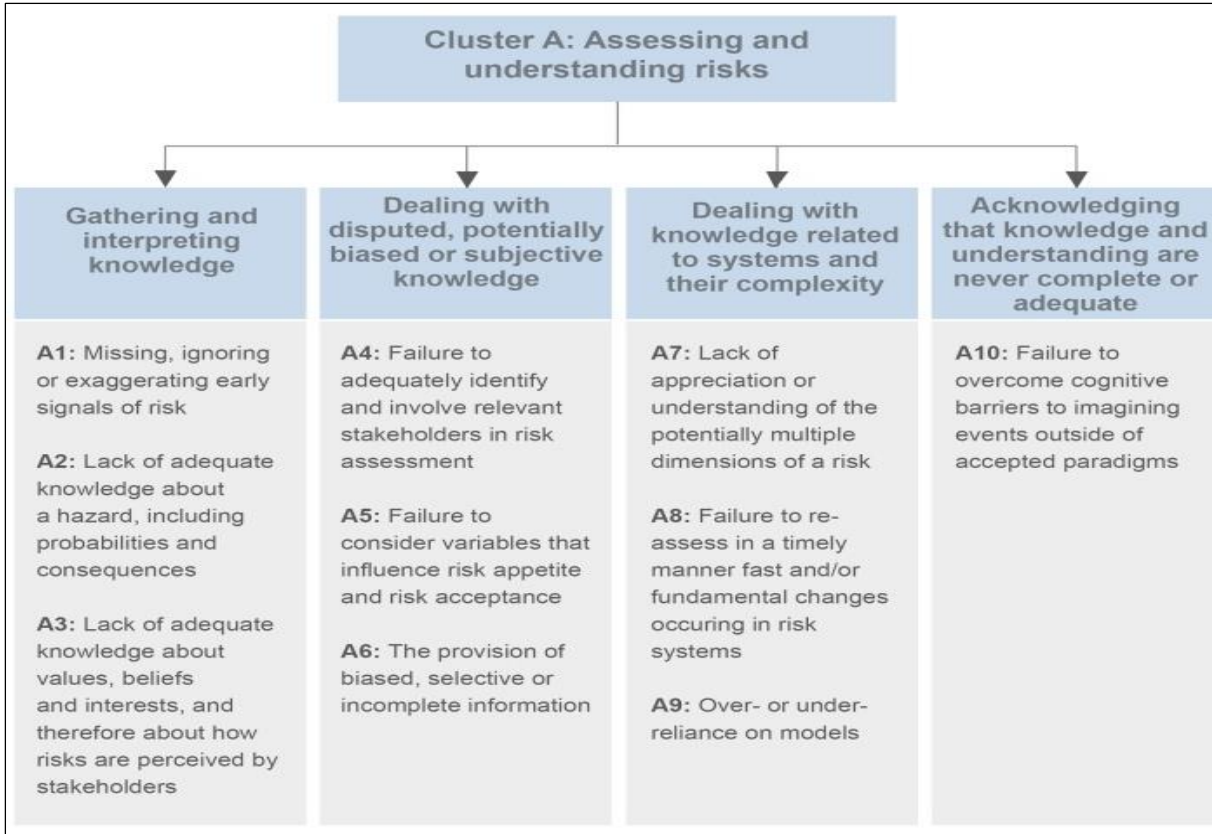 Cluster A: Assessing and
understanding risks
Gathering and
interpreting
knowledge
A1: Missing, ignoring
or exaggerating early
signals of risk
A2: Lack of adequate
knowledge about
a hazard, including
probabilities and
consequences
A3: Lack of adequate
knowledge about
values, beliefs
and interests, and
therefore about how
risks are perceived by
stakeholders
Dealing with
disputed, potentially
biased or subjective
knowledge
A4: Failure to
adequately identify
and involve relevant
stakeholders in risk
assessment
A5: Failure to
consider variables that
influence risk appetite
and risk acceptance
A6: The provision of
biased, selective or
incomplete information
Dealing with
knowledge related
to systems and
their complexity
A7: Lack of
appreciation or
understanding of the
potentially multiple
dimensions of a risk
A8: Failure to re-
assess in a timely
manner fast and/or
fundamental changes
occuring in risk
systems
A9: Over- or under-
reliance on models
Acknowledging
that knowledge and
understanding are
never complete or
adequate
A10: Failure to
overcome cognitive
barriers to imagining
events outside of
accepted paradigms